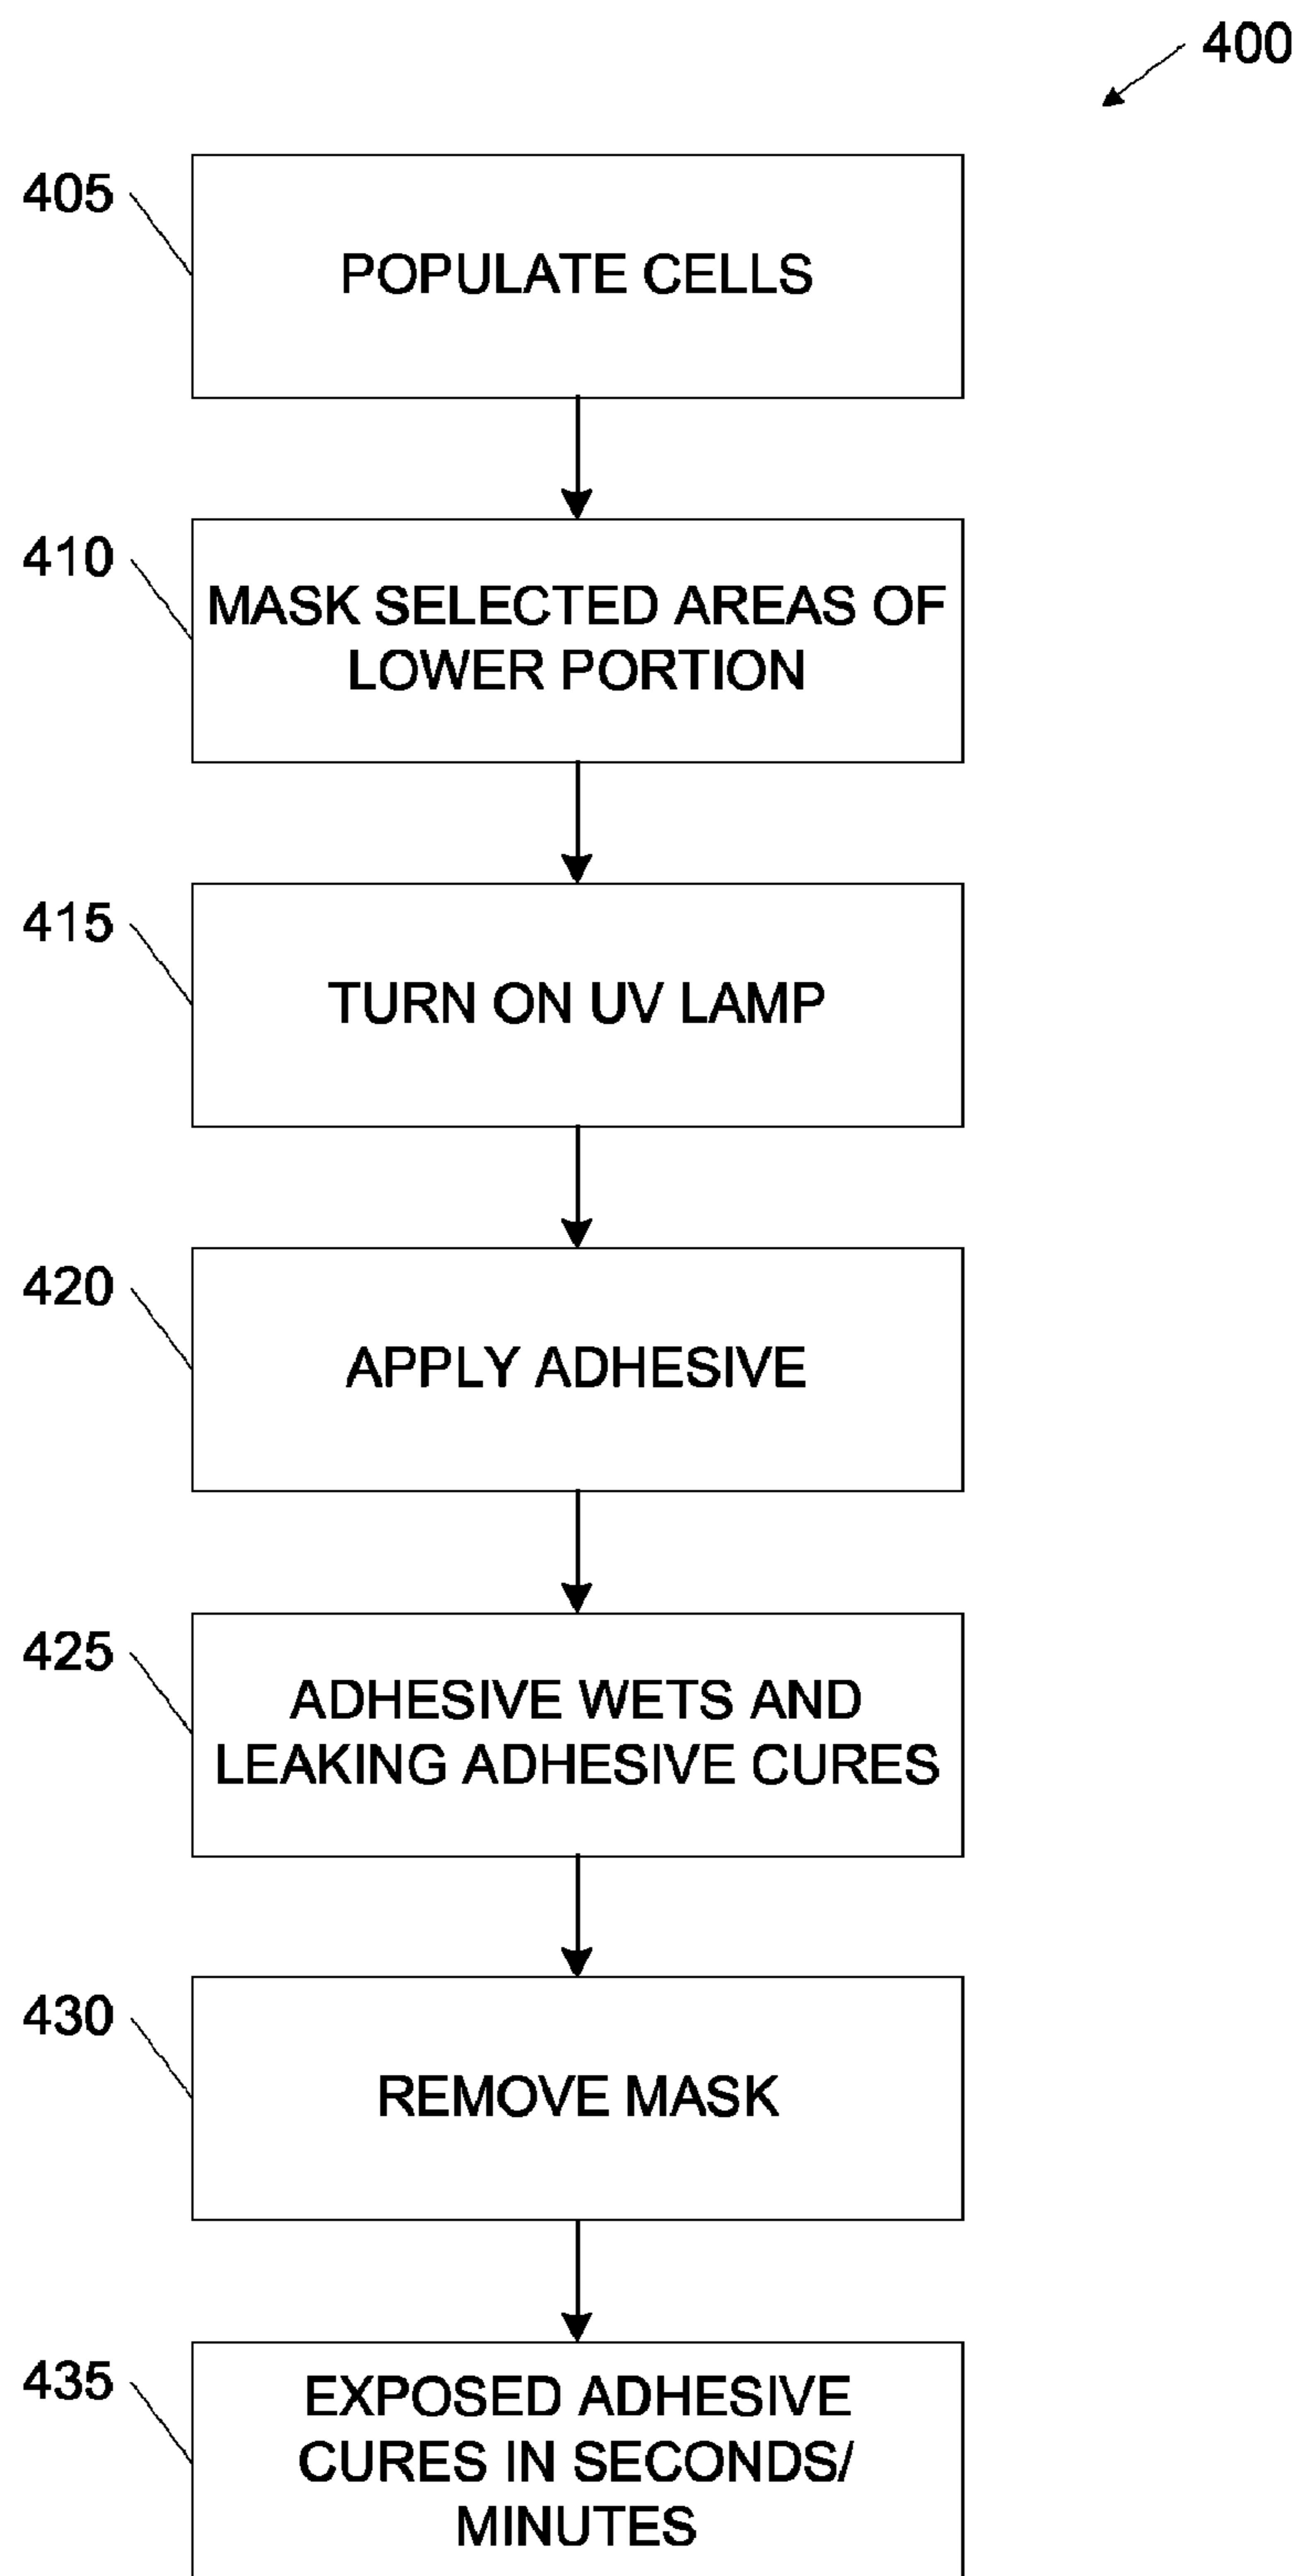 400
405
POPULATE CELLS
410
MASK SELECTED AREAS OF
LOWER PORTION
415
TURN ON UV LAMP
420
APPLY ADHESIVE
425
ADHESIVE WETS AND
LEAKING ADHESIVE CURES
430
REMOVE MASK
435
EXPOSED ADHESIVE
CURES IN SECONDS/
MINUTES